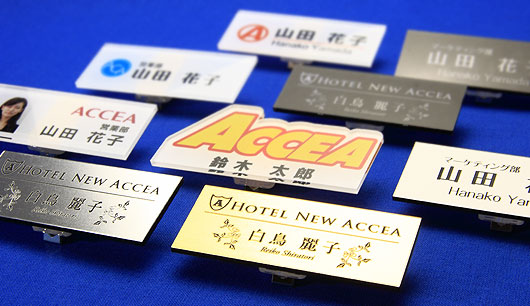 山田 花子
Hanako Yamada
マーケティング部
山田 花子
Hanako Yamada
営業部
山田 花子
HOTEL NEW ACCEA
白鳥 麗子
ACCEA
営業部
山田 花子
ACCEA
鈴木 太郎
マーケティング部
山田 花子
Hanako Yamada
HOTEL NEW ACCEA
白鳥 麗子
Reiko Shiratori
HOTEL NEW ACCEA
白鳥 麗子
Reiko Shiratori